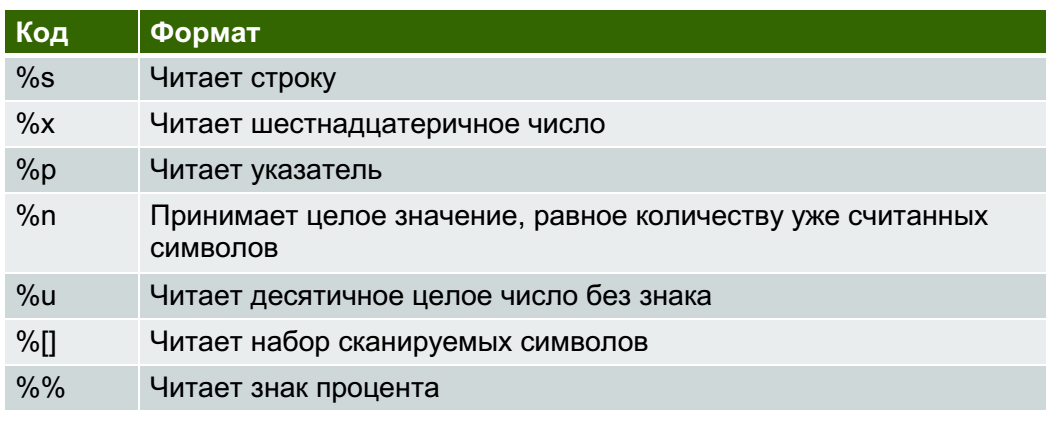 Код Формат
%s Читает строку
%x Читает шестнадцатеричное число
%p Читает указатель
%n Принимает целое значение, равное количеству уже считанных
символов
%u Читает десятичное целое число без знака
%[] Читает набор сканируемых символов
%% Читает знак процента